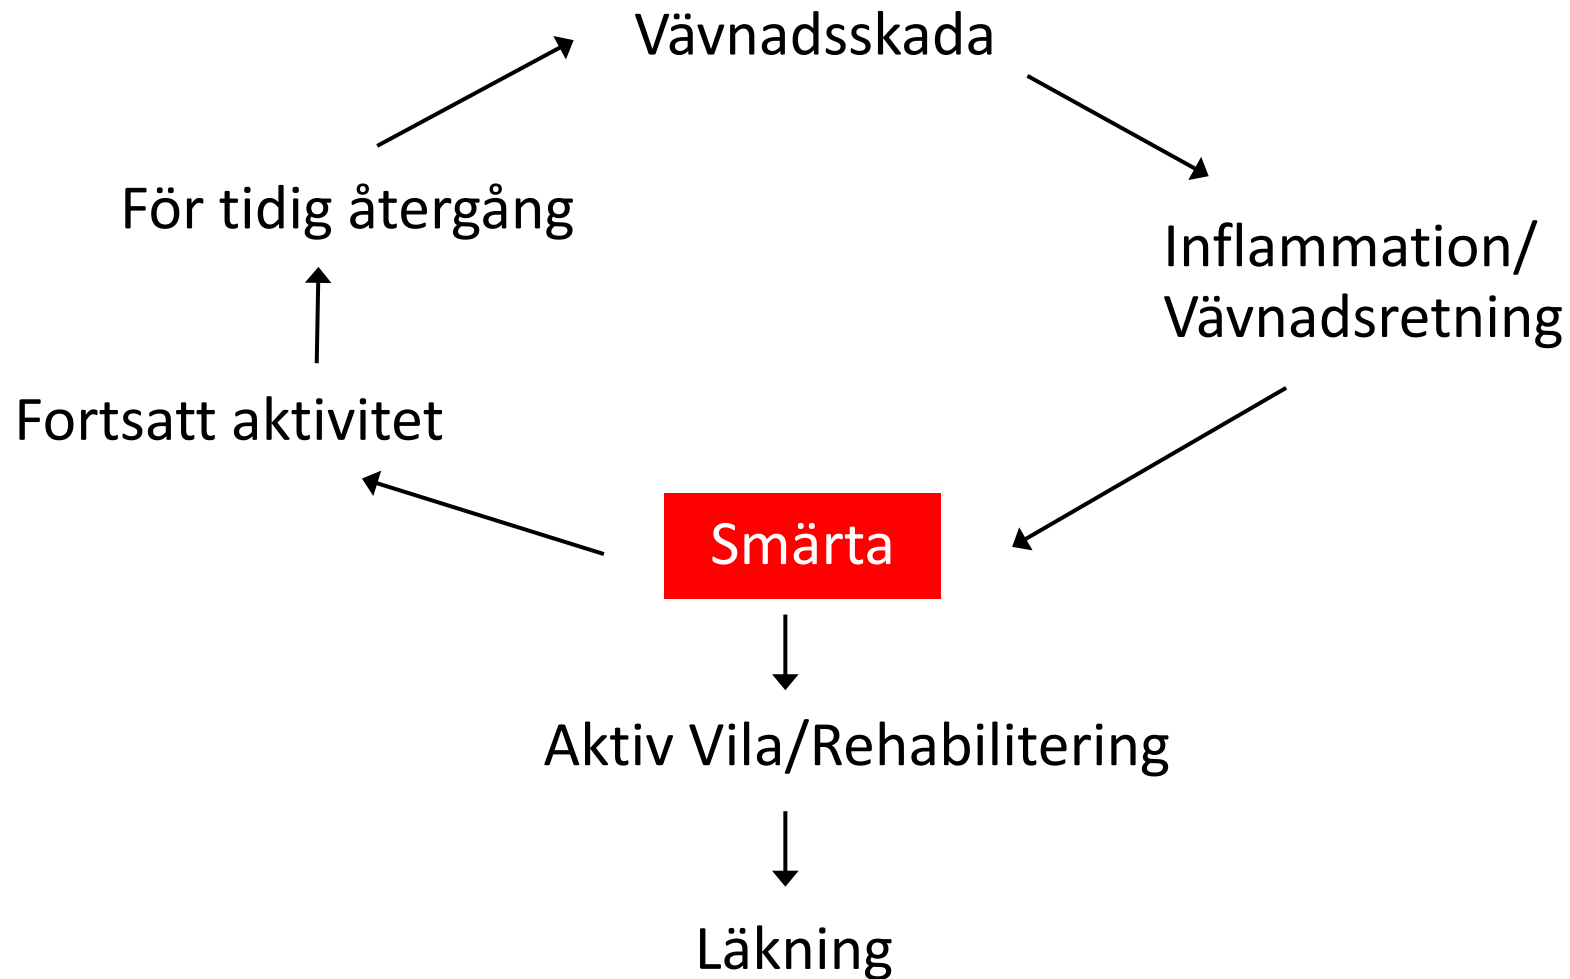 Vävnadsskada
För tidig återgång
Inflammation/
Vävnadsretning
Fortsatt aktivitet
Smärta
Aktiv Vila/Rehabilitering
Läkning